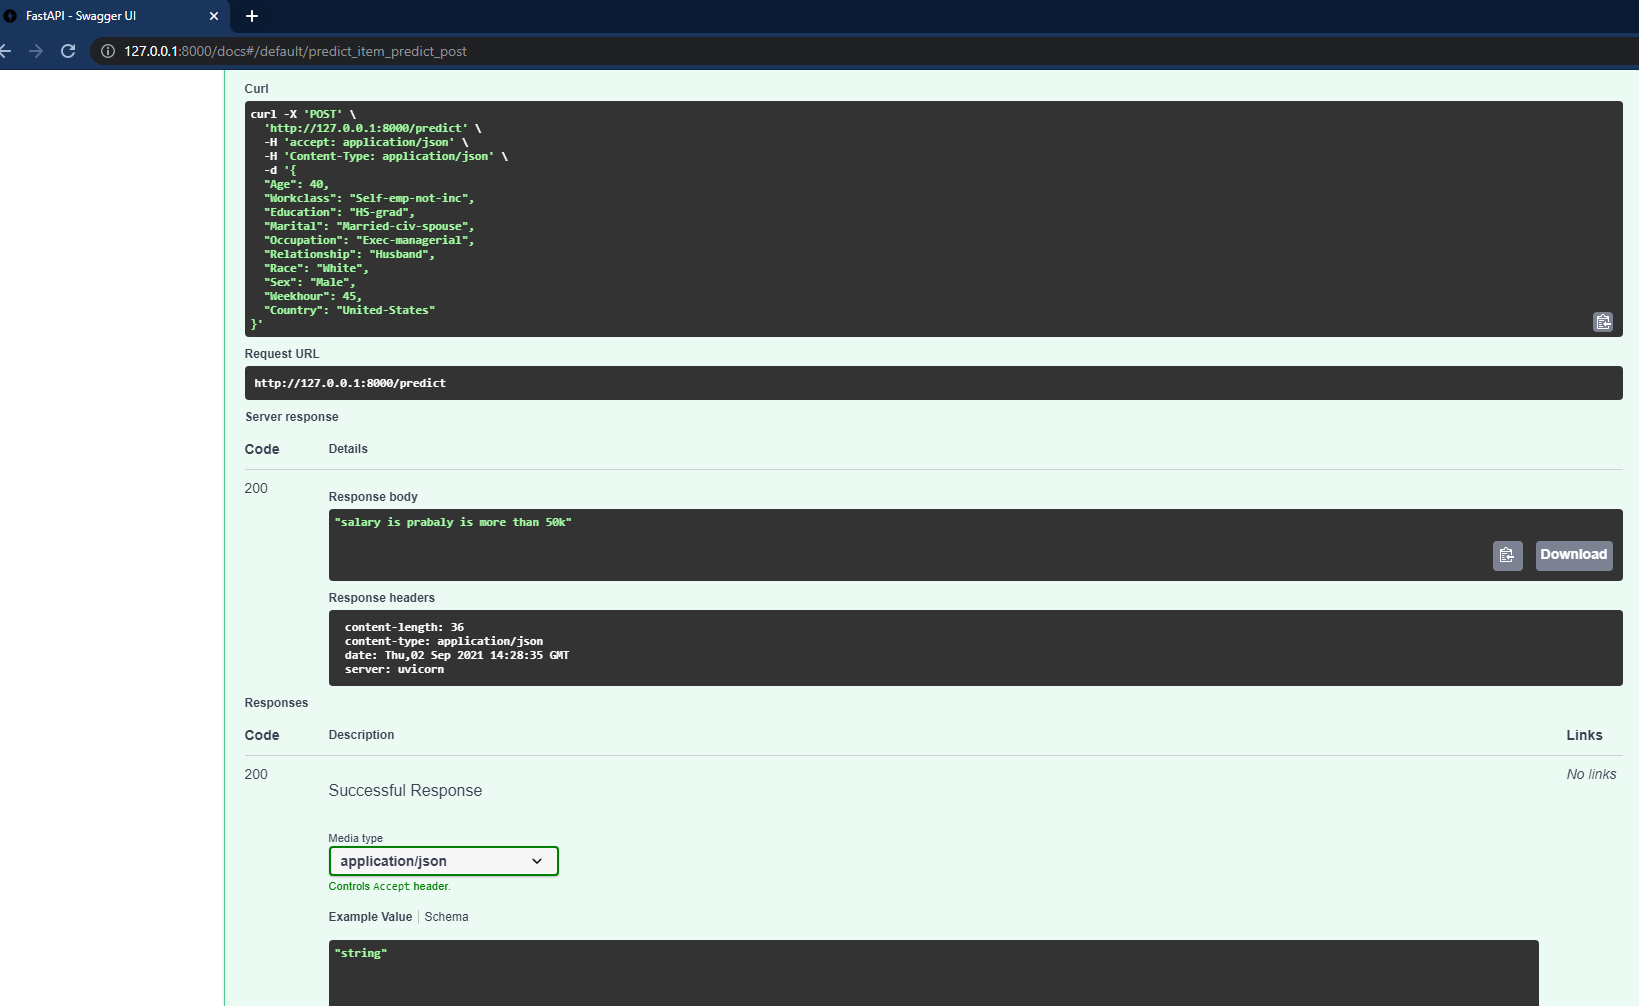 FastAPI - Swagger UI
127.0.0.1:8000/docs#/default/predict_item_predict_post
Curl
curl -X 'POST' \
'http://127.0.0.1:8000/predict' \
-H 'accept: application/json' \
-H 'Content-Type: application/json' \
-d '{
"Age": 40,
"Workclass": "Self-emp-not-inc",
"Education": "HS-grad",
"Marital": "Married-civ-spouse",
"Occupation": "Exec-managerial",
"Relationship": "Husband",
"Race": "White",
"Sex": "Male",
"Weekhour": 45,
"Country": "United-States"
}'
Request URL
http://127.0.0.1:8000/predict
Server response
Code Details
200
Response body
"salary is prabaly is more than 50k"
Download
Response headers
content-length: 36
content-type: application/json
date: Thu,02 Sep 2021 14:28:35 GMT
server: uvicorn
Responses
Code Description Links
200 No links
Successful Response
Media type
application/json
Controls Accept header.
Example Value Schema
"string"